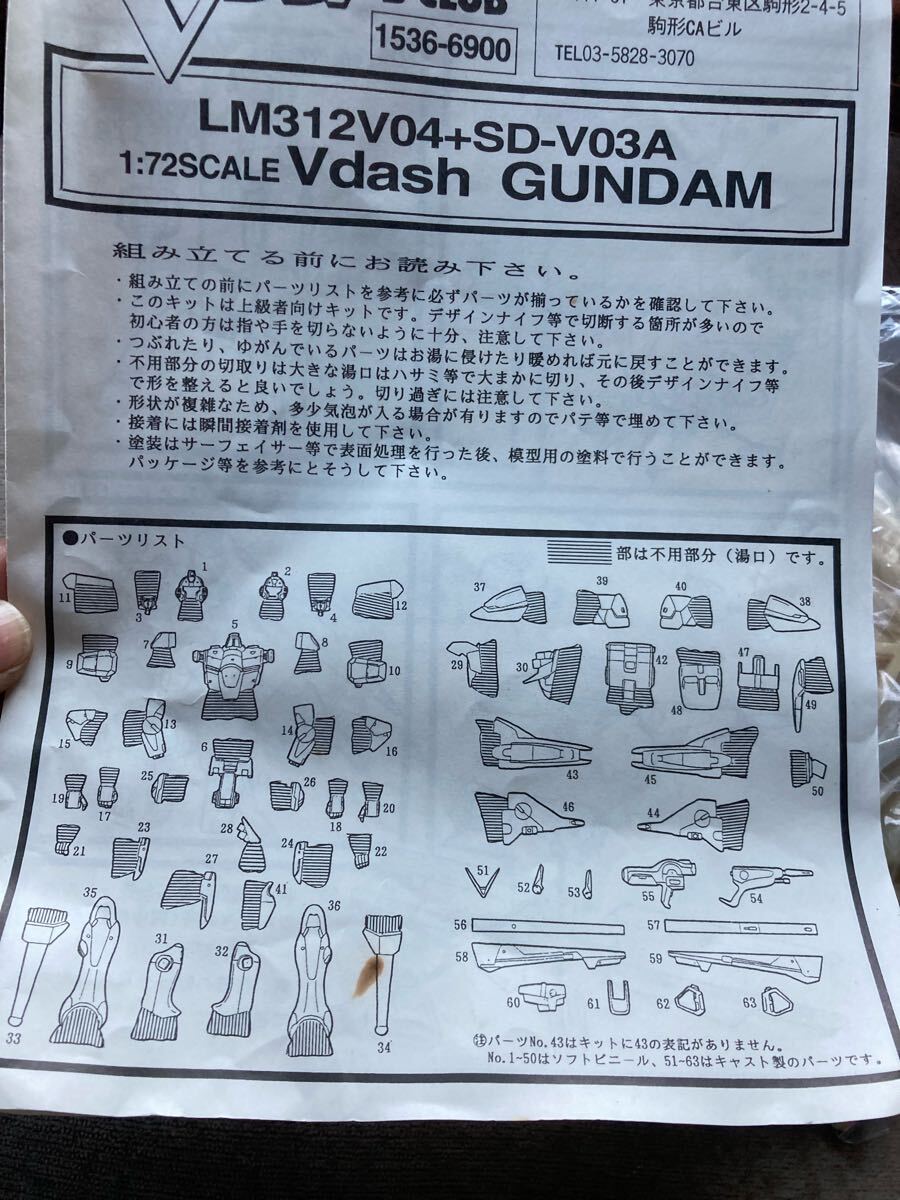 CLUB
1536-6900
東京都台東区駒形2-4-5
駒形CAビル
TEL03-5828-3070
LM312V04+SD-V03A
1:72SCALE Vdash GUNDAM
組み立てる前にお読み下さい。
・組み立ての前にパーツリストを参考に必ずパーツが揃っているかを確認して下さい。
・このキットは上級者向けキットです。デザインナイフ等で切断する箇所が多いので
初心者の方は指や手を切らないように十分、注意して下さい。
・つぶれたり、ゆがんでいるパーツはお湯に侵けたり暖めれば元に戻すことができます。
・不用部分の切取りは大きな湯口はハサミ等で大まかに切り、その後デザインナイフ等
で形を整えると良いでしょう。切り過ぎには注意して下さい。
・形状が複雑なため、多少気泡が入る場合が有りますのでパテ等で埋めて下さい。
・接着には瞬間接着剤を使用して下さい。
・塗装はサーフェイサー等で表面処理を行った後、模型用の塗料で行うことができます。
パッケージ等を参考にとそうして下さい。
●パーツリスト
部は不用部分（湯口）です。
11 3 1 2 4 12
9 7 5 8 10
15 13 6 14 16
19 17 25 26 18 20
21 23 28 24 22
27 41
35 31 32 36
33 34
37 39 40 38
29 30 42 48 47 49
43 45 50
46 44
51 52 53 55 54
56 57
58 59
60 61 62 63
㊟パーツNo.43はキットに43の表記がありません。
No.1~50はソフトビニール、51~63はキャスト製のパーツです。